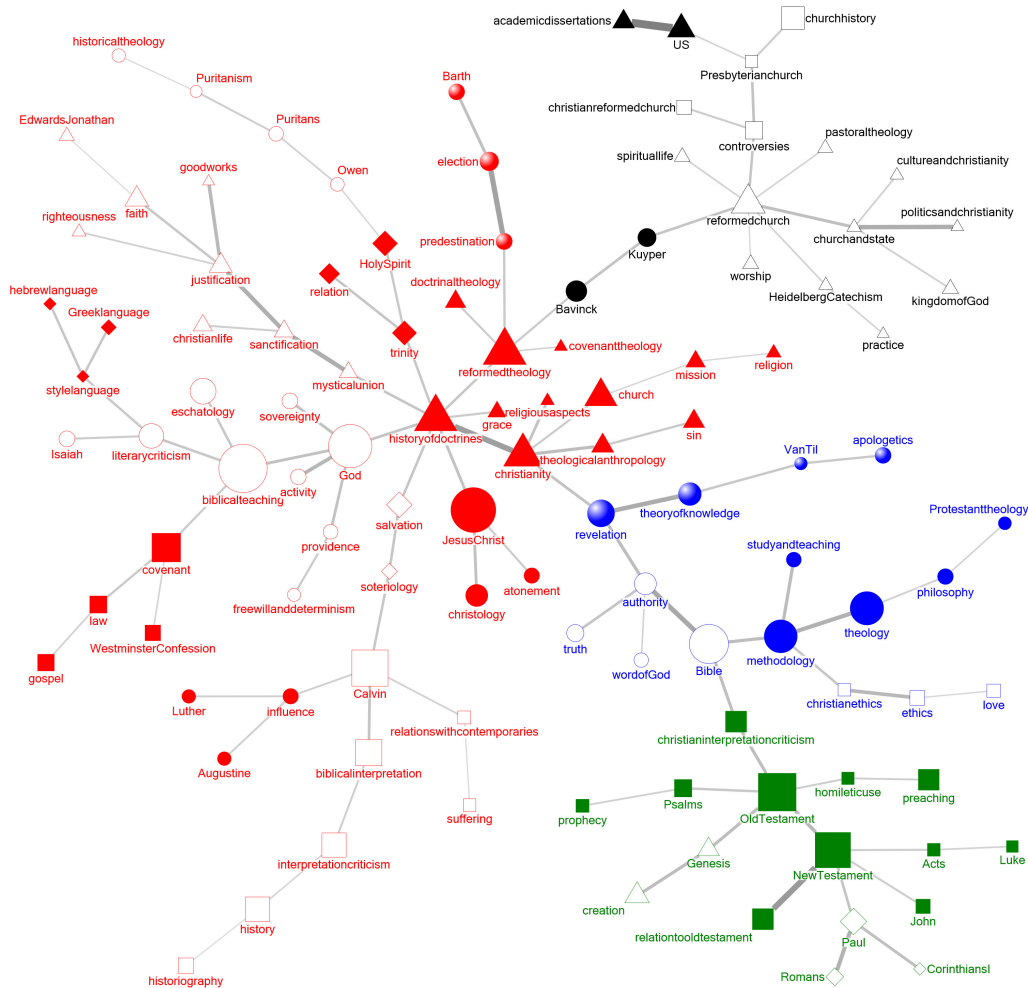 churchhistory
academicdissertations
US
historicaltheology
Presbyterianchurch
Barth
Puritanism
christianreformedchurch
EdwardsJonathan
Puritans
pastoraltheology
controversies
spirituallife
election
cultureandchristianity
goodworks
Owen
righteousness
faith
politicsandchristianity
reformedchurch
churchandstate
predestination
Kuyper
HolySpirit
hebrewlanguage
justification
doctrinaltheology
worship
relation
HeidelbergCatechism
kingdomofGod
Greeklanguage
Bavinck
christianlife
sanctification
practice
trinity
covenanttheology
reformedtheology
religion
mission
stylelanguage
mysticalunion
church
eschatology
sovereignty
religiousaspects
grace
historyofdoctrines
sin
Isaiah
literarycriticism
theologicalanthropology
apologetics
VanTil
christianity
God
activity
biblicalteaching
Protestanttheology
theoryofknowledge
salvation
revelation
JesusChrist
studyandteaching
providence
covenant
soteriology
philosophy
atonement
authority
freewillanddeterminism
christology
law
theology
truth
WestminsterConfession
methodology
wordofGod
Bible
gospel
Calvin
christianethics
love
Luther
influence
ethics
relationswithcontemporaries
christianinterpretationcriticism
Augustine
biblicalinterpretation
homileticuse
preaching
Psalms
prophecy
suffering
OldTestament
interpretationcriticism
Genesis
Acts
Luke
NewTestament
creation
John
history
relationtooldtestament
Paul
CorinthiansI
Romans
historiography